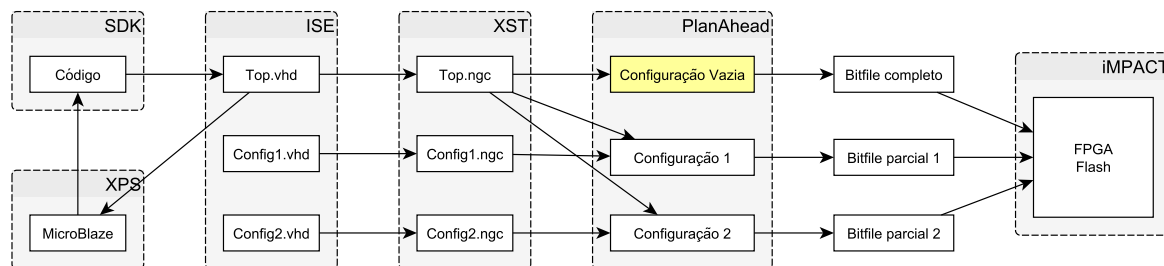 SDK
ISE
XST
PlanAhead
iMPACT
Código
Top.vhd
Top.ngc
Configuração Vazia
Bitfile completo
Config1.vhd
Config1.ngc
Configuração 1
Bitfile parcial 1
FPGA
Flash
XPS
MicroBlaze
Config2.vhd
Config2.ngc
Configuração 2
Bitfile parcial 2